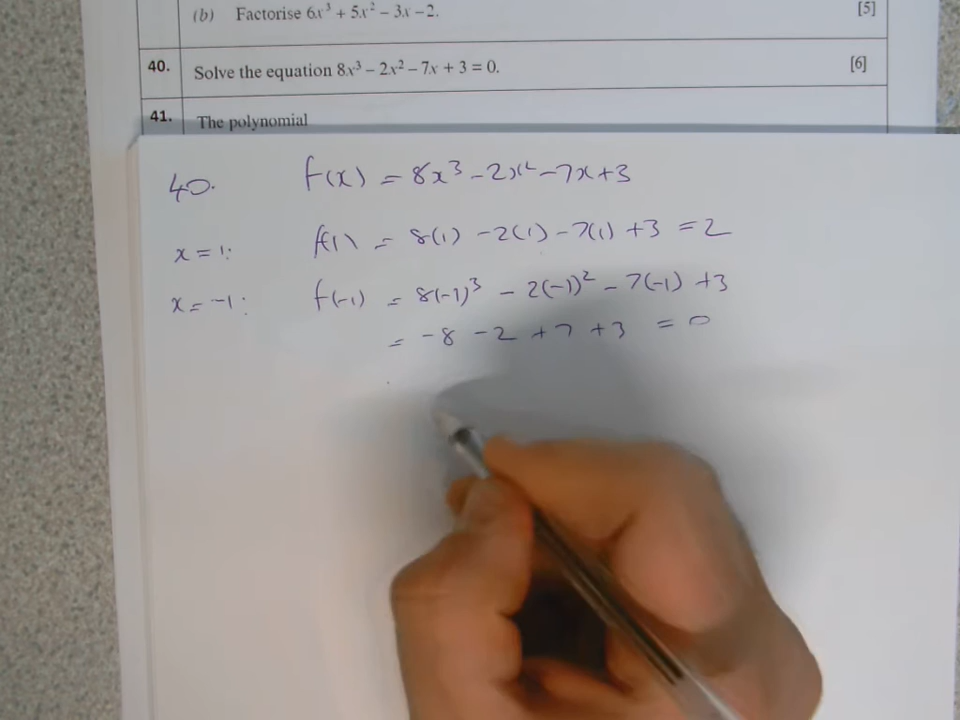 (b) Factorise 6x³ + 5x² – 3x – 2. [5]
40. Solve the equation 8x³ – 2x² – 7x + 3 = 0. [6]
41. The polynomial
40. f(x) = 8x³ - 2x² - 7x + 3
x = 1: f(1) = 8(1) - 2(1) - 7(1) + 3 = 2
x = -1: f(-1) = 8(-1)³ - 2(-1)² - 7(-1) + 3
= -8 - 2 + 7 + 3 = 0